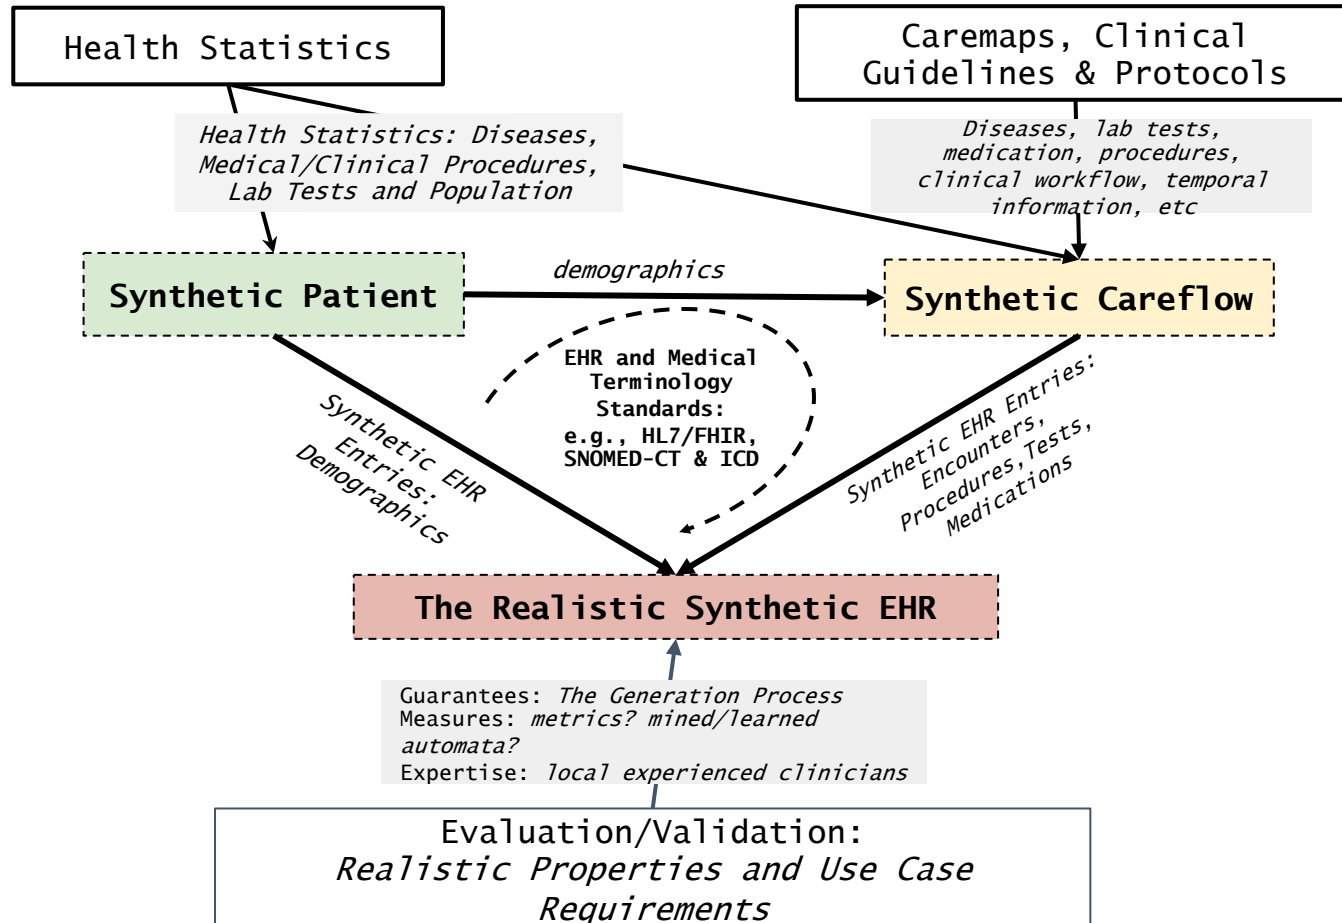 Health Statistics
Caremaps, Clinical
Guidelines & Protocols
Health Statistics: Diseases,
Medical/Clinical Procedures,
Lab Tests and Population
Diseases, lab tests,
medication, procedures,
clinical workflow, temporal
information, etc
Synthetic Patient
demographics
Synthetic Careflow
EHR and Medical
Terminology
Standards:
e.g., HL7/FHIR,
SNOMED-CT & ICD
Synthetic EHR
Entries:
Demographics
Synthetic EHR Entries:
Encounters,
Procedures,Tests,
Medications
The Realistic Synthetic EHR
Guarantees: The Generation Process
Measures: metrics? mined/learned
automata?
Expertise: local experienced clinicians
Evaluation/Validation:
Realistic Properties and Use Case
Requirements